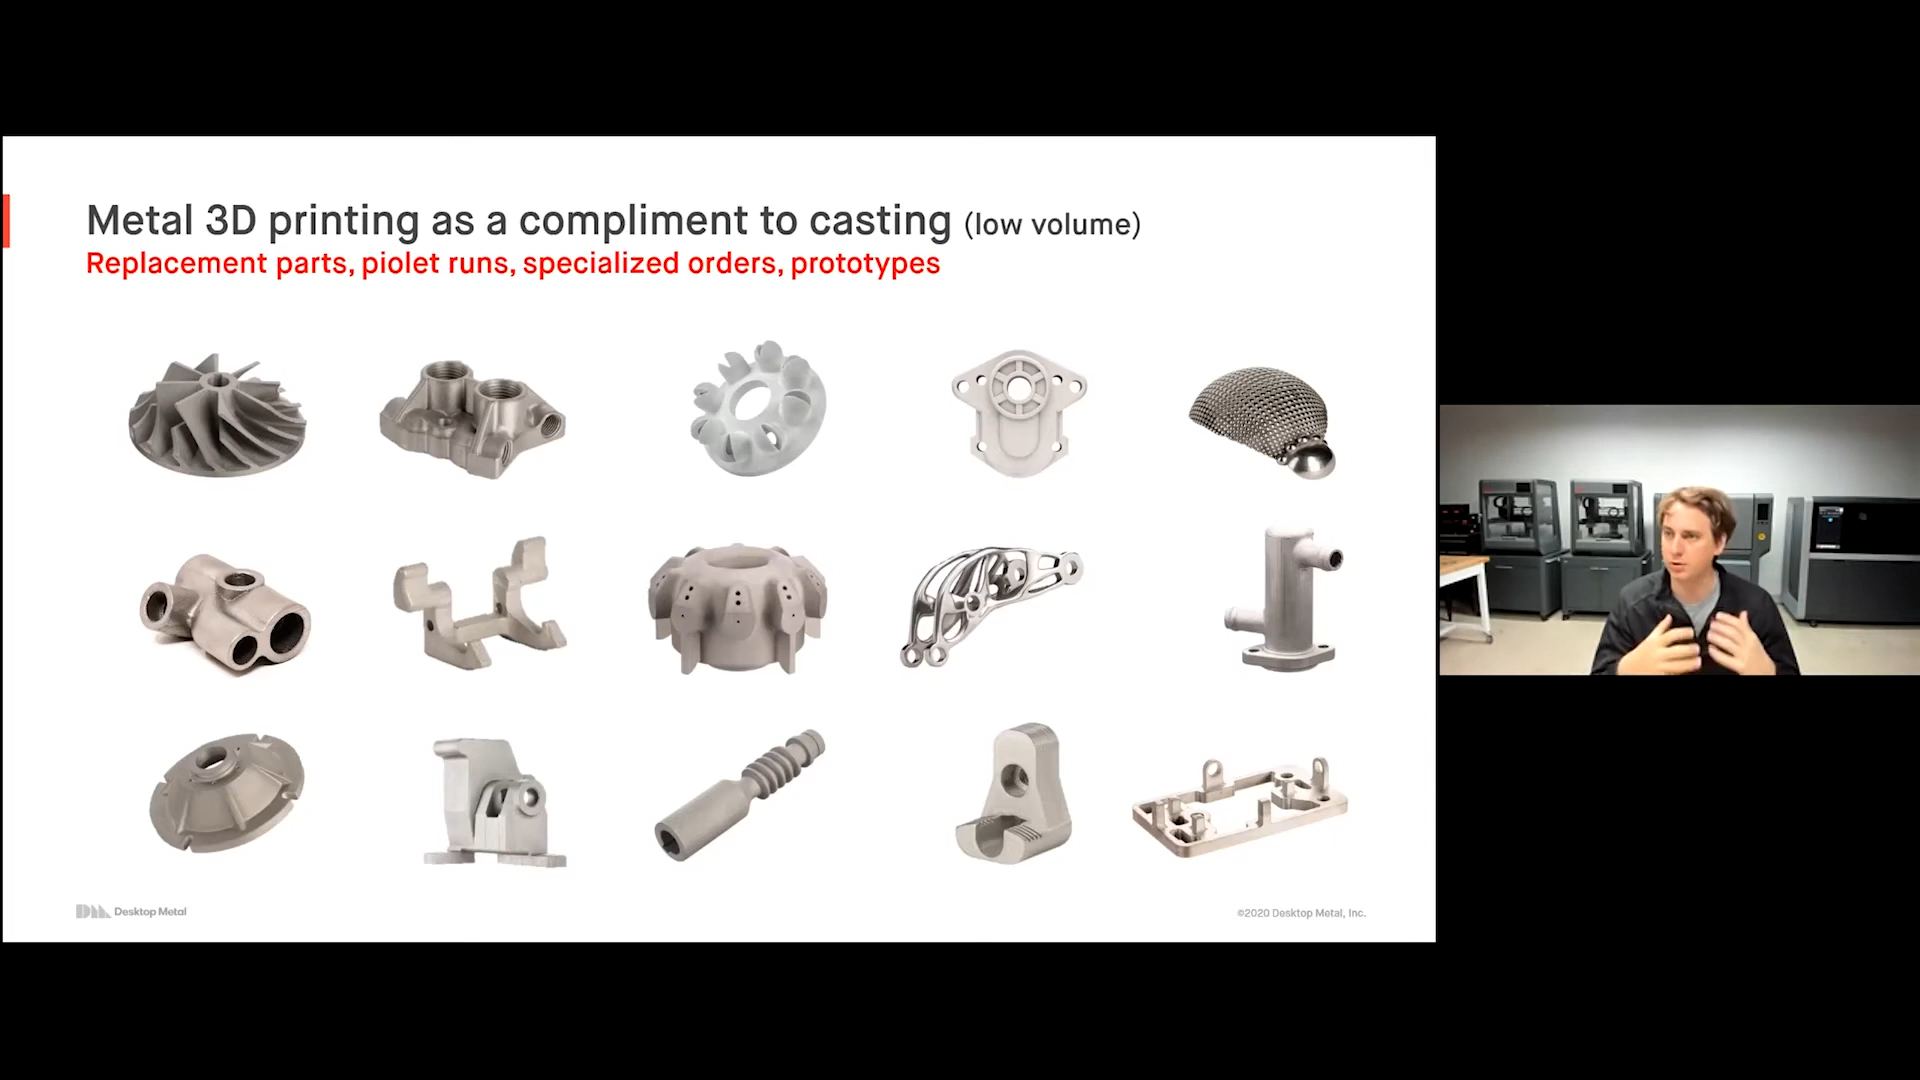 Metal 3D printing as a compliment to casting (low volume)
Replacement parts, piolet runs, specialized orders, prototypes
DM Desktop Metal
©2020 Desktop Metal, Inc.